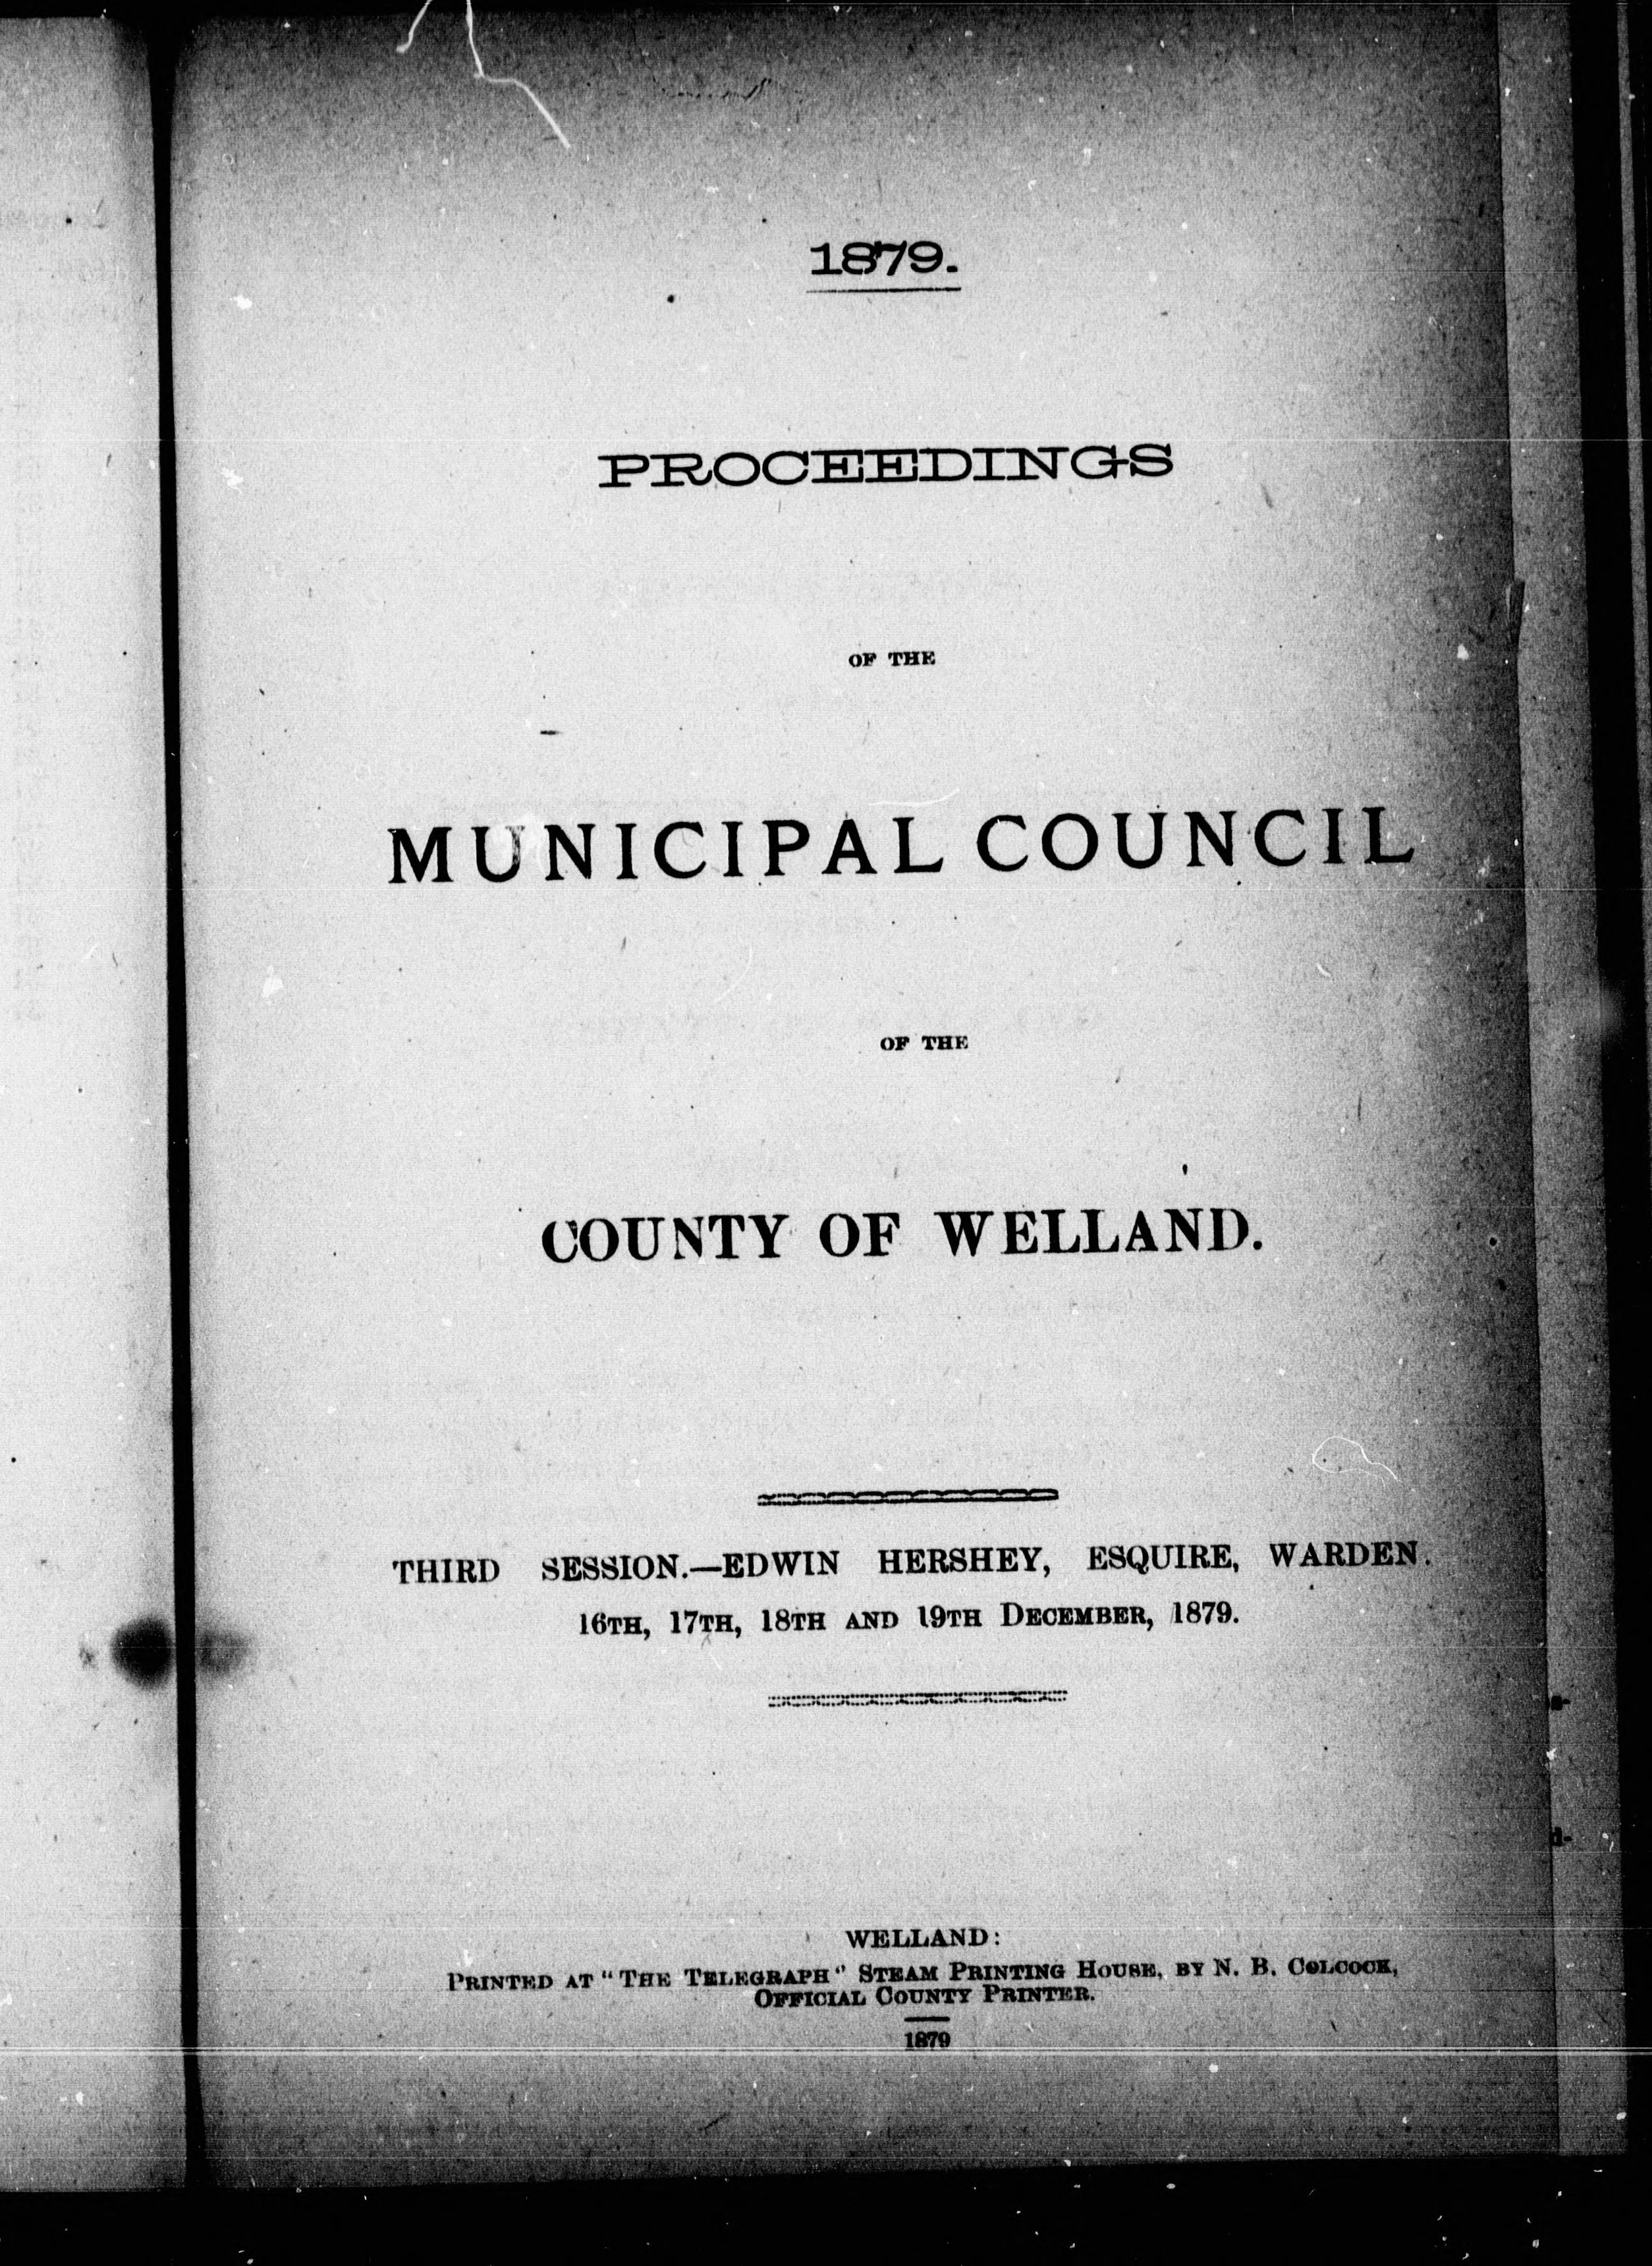 1879.
PROCEEDINGS
OF THE
MUNICIPAL COUNCIL
OF THE
COUNTY OF WELLAND.
THIRD SESSION.—EDWIN HERSHEY, ESQUIRE, WARDEN.
16TH, 17TH, 18TH AND 19TH DECEMBER, 1879.
WELLAND:
PRINTED AT "THE TELEGRAPH" STEAM PRINTING HOUSE, BY N. B. COLCOCK,
OFFICIAL COUNTY PRINTER.
1879